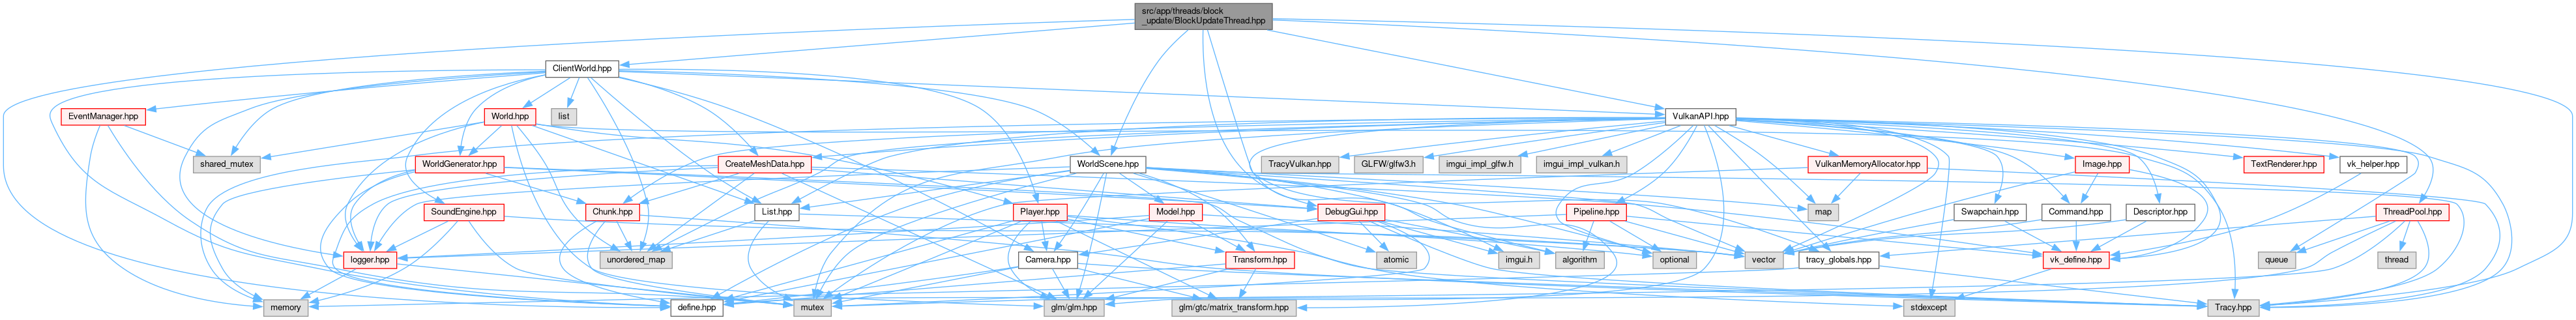 src/app/threads/block
_update/BlockUpdateThread.hpp
ClientWorld.hpp
EventManager.hpp
World.hpp
list
VulkanAPI.hpp
shared_mutex
WorldGenerator.hpp
CreateMeshData.hpp
WorldScene.hpp
TracyVulkan.hpp
GLFW/glfw3.h
imgui_impl_glfw.h
imgui_impl_vulkan.h
VulkanMemoryAllocator.hpp
Image.hpp
TextRenderer.hpp
vk_helper.hpp
SoundEngine.hpp
Chunk.hpp
List.hpp
Player.hpp
Model.hpp
DebugGui.hpp
Pipeline.hpp
map
Swapchain.hpp
Command.hpp
Descriptor.hpp
ThreadPool.hpp
logger.hpp
unordered_map
Camera.hpp
Transform.hpp
atomic
imgui.h
algorithm
optional
vector
tracy_globals.hpp
vk_define.hpp
queue
thread
memory
define.hpp
mutex
glm/glm.hpp
glm/gtc/matrix_transform.hpp
stdexcept
Tracy.hpp